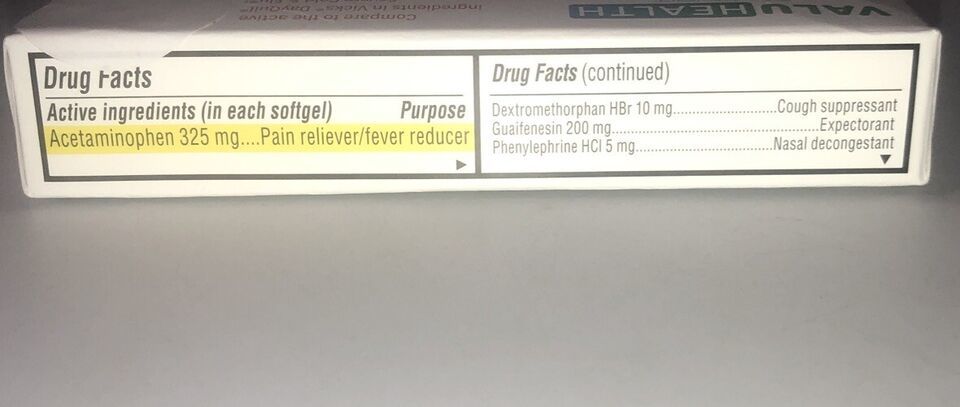 Compare to the active
ingredients in Vicks® DayQuil®
VALU HEALTH
Drug Facts
Active ingredients (in each softgel) Purpose
Acetaminophen 325 mg....Pain reliever/fever reducer
Drug Facts (continued)
Dextromethorphan HBr 10 mg........................Cough suppressant
Guaifenesin 200 mg................................................Expectorant
Phenylephrine HCl 5 mg...............................Nasal decongestant